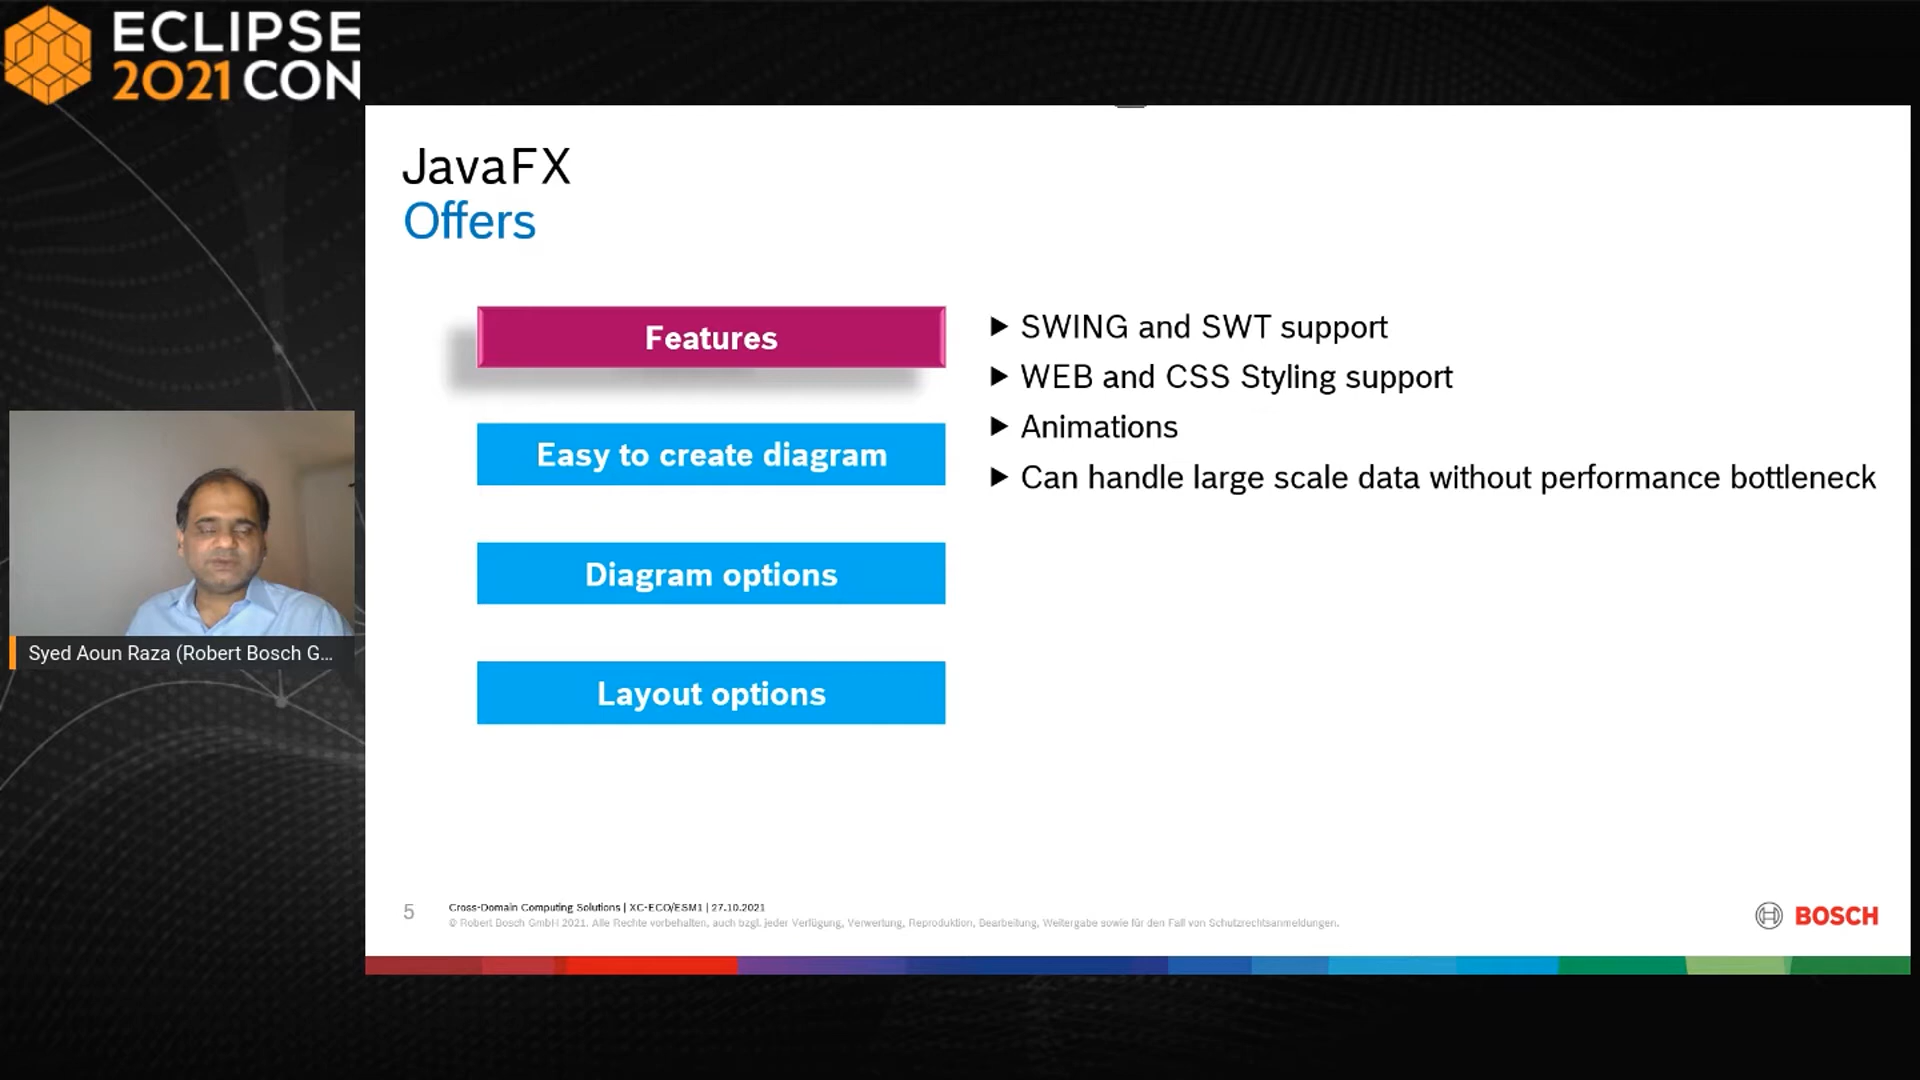 ECLIPSE
2021 CON
JavaFX
Offers
Features
Easy to create diagram
Diagram options
Layout options
▶ SWING and SWT support
▶ WEB and CSS Styling support
▶ Animations
▶ Can handle large scale data without performance bottleneck
Syed Aoun Raza (Robert Bosch G...
5
Cross-Domain Computing Solutions | XC-ECO/ESM1 | 27.10.2021
© Robert Bosch GmbH 2021. Alle Rechte vorbehalten, auch bzgl. jeder Verfügung, Verwertung, Reproduktion, Bearbeitung, Weitergabe sowie für den Fall von Schutzrechtsanmeldungen.
BOSCH